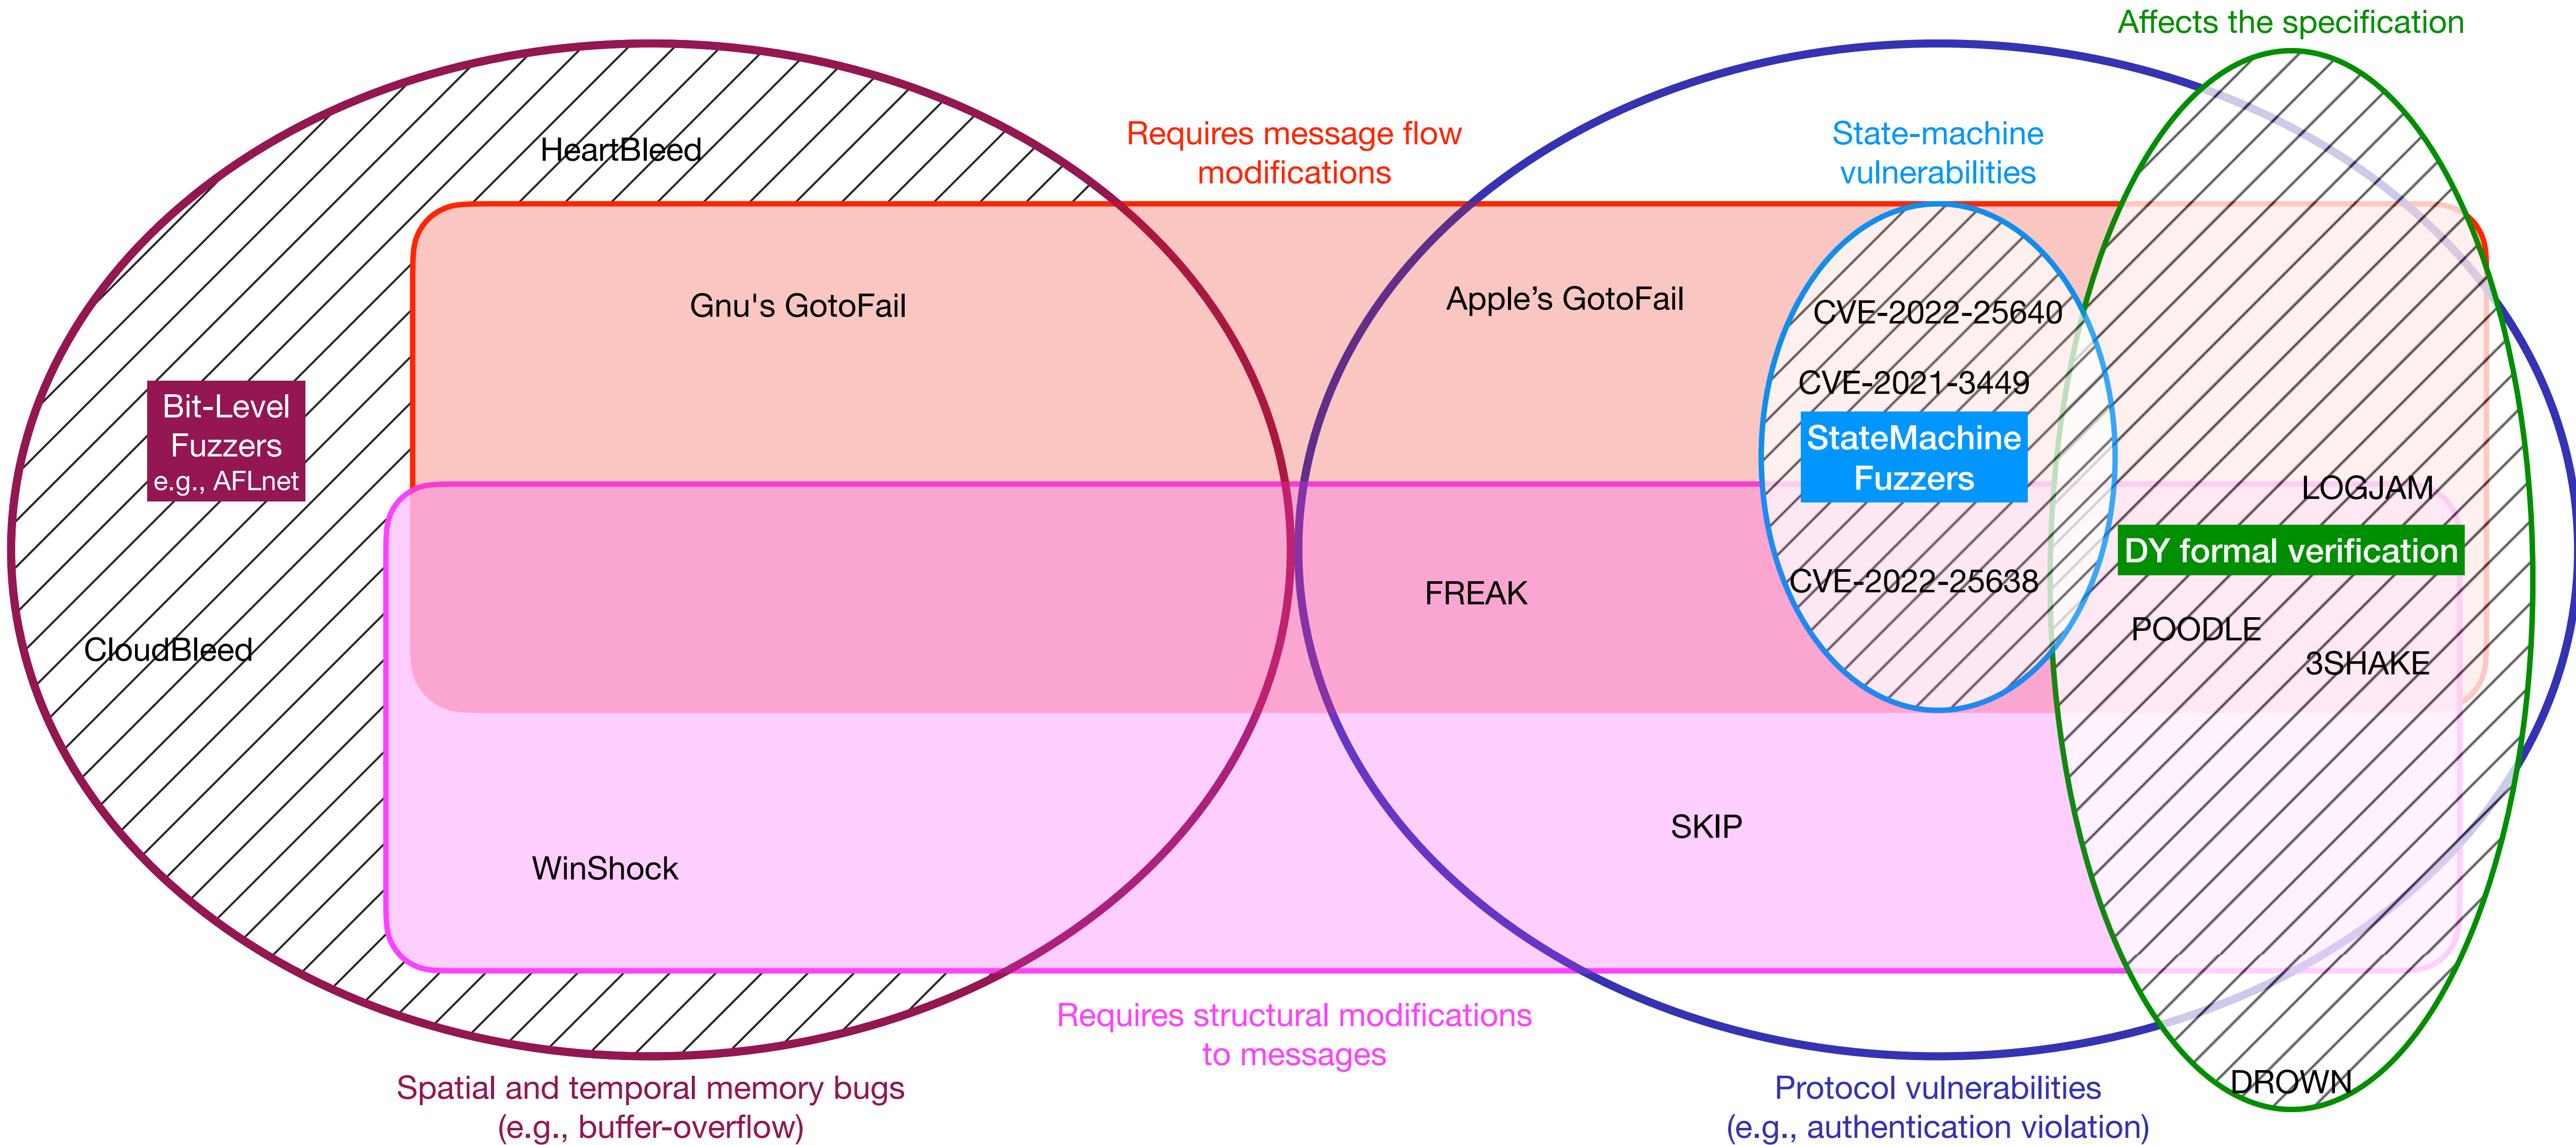 Affects the specification
HeartBleed
Requires message flow
modifications
State-machine
vulnerabilities
Gnu's GotoFail
Apple’s GotoFail
CVE-2022-25640
CVE-2021-3449
Bit-Level
Fuzzers
e.g., AFLnet
StateMachine
Fuzzers
LOGJAM
DY formal verification
FREAK
CVE-2022-25638
POODLE
3SHAKE
CloudBleed
SKIP
WinShock
Requires structural modifications
to messages
Spatial and temporal memory bugs
(e.g., buffer-overflow)
Protocol vulnerabilities
(e.g., authentication violation)
DROWN